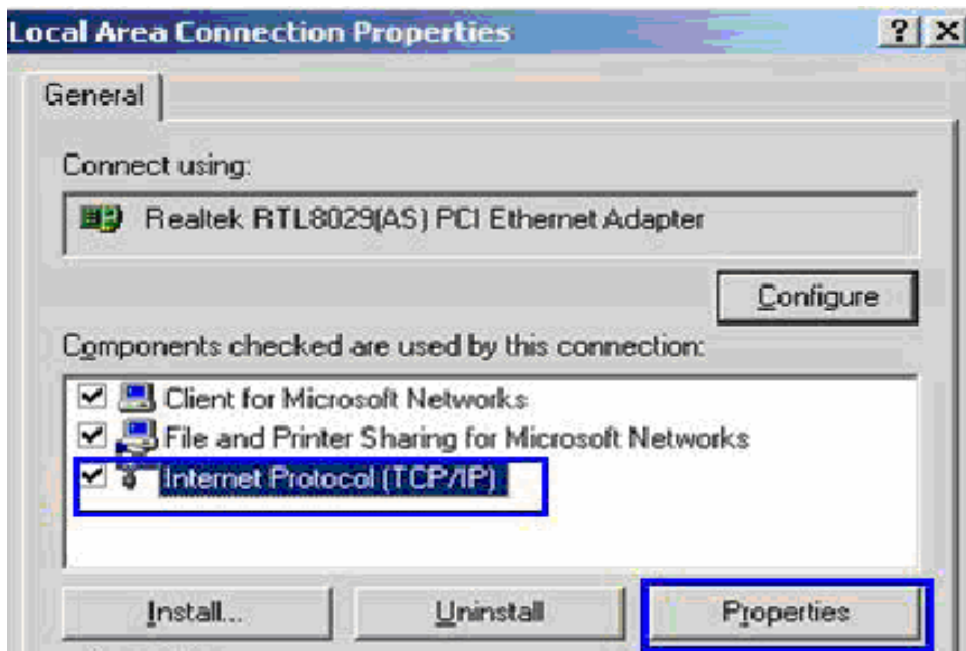 Local Area Connection Properties
General
Connect using:
Realtek RTL8029(AS) PCI Ethernet Adapter
Configure
Components checked are used by this connection:
Client for Microsoft Networks
File and Printer Sharing for Microsoft Networks
Internet Protocol (TCP/IP)
Install... Uninstall Properties